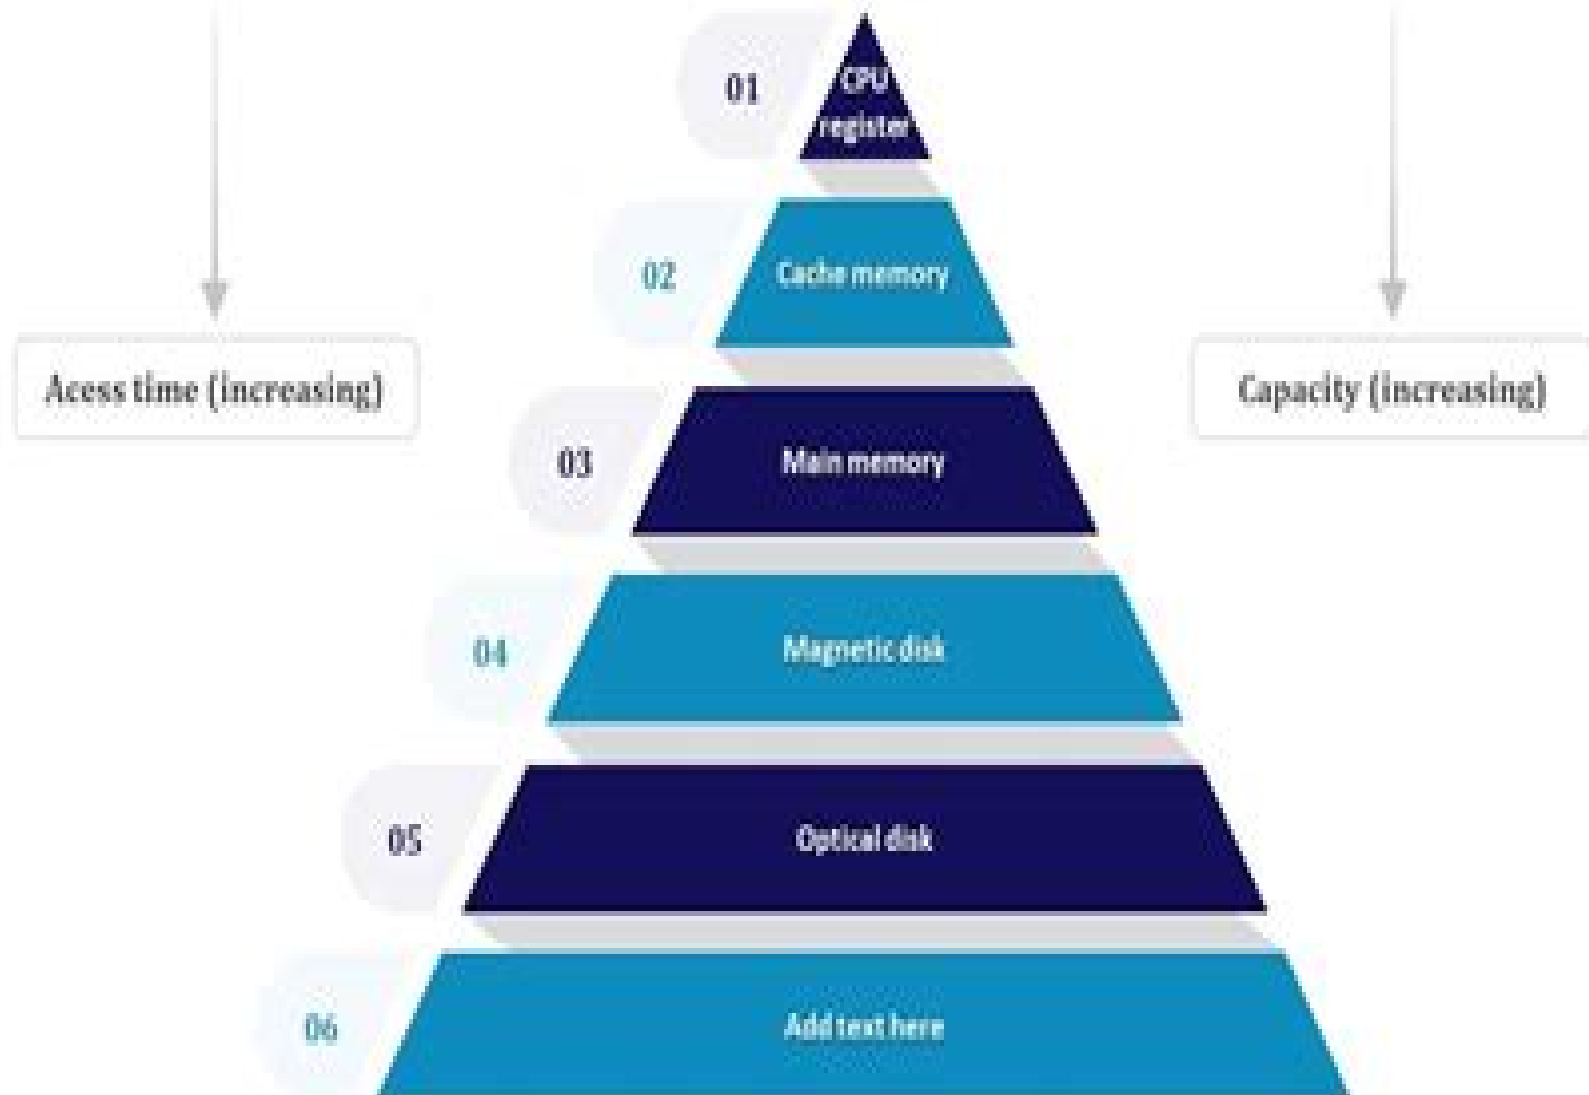 01
CPU
register
02
Cache memory
Acess time (increasing)
Capacity (increasing)
03
Main memory
04
Magnetic disk
05
Optical disk
06
Add text here